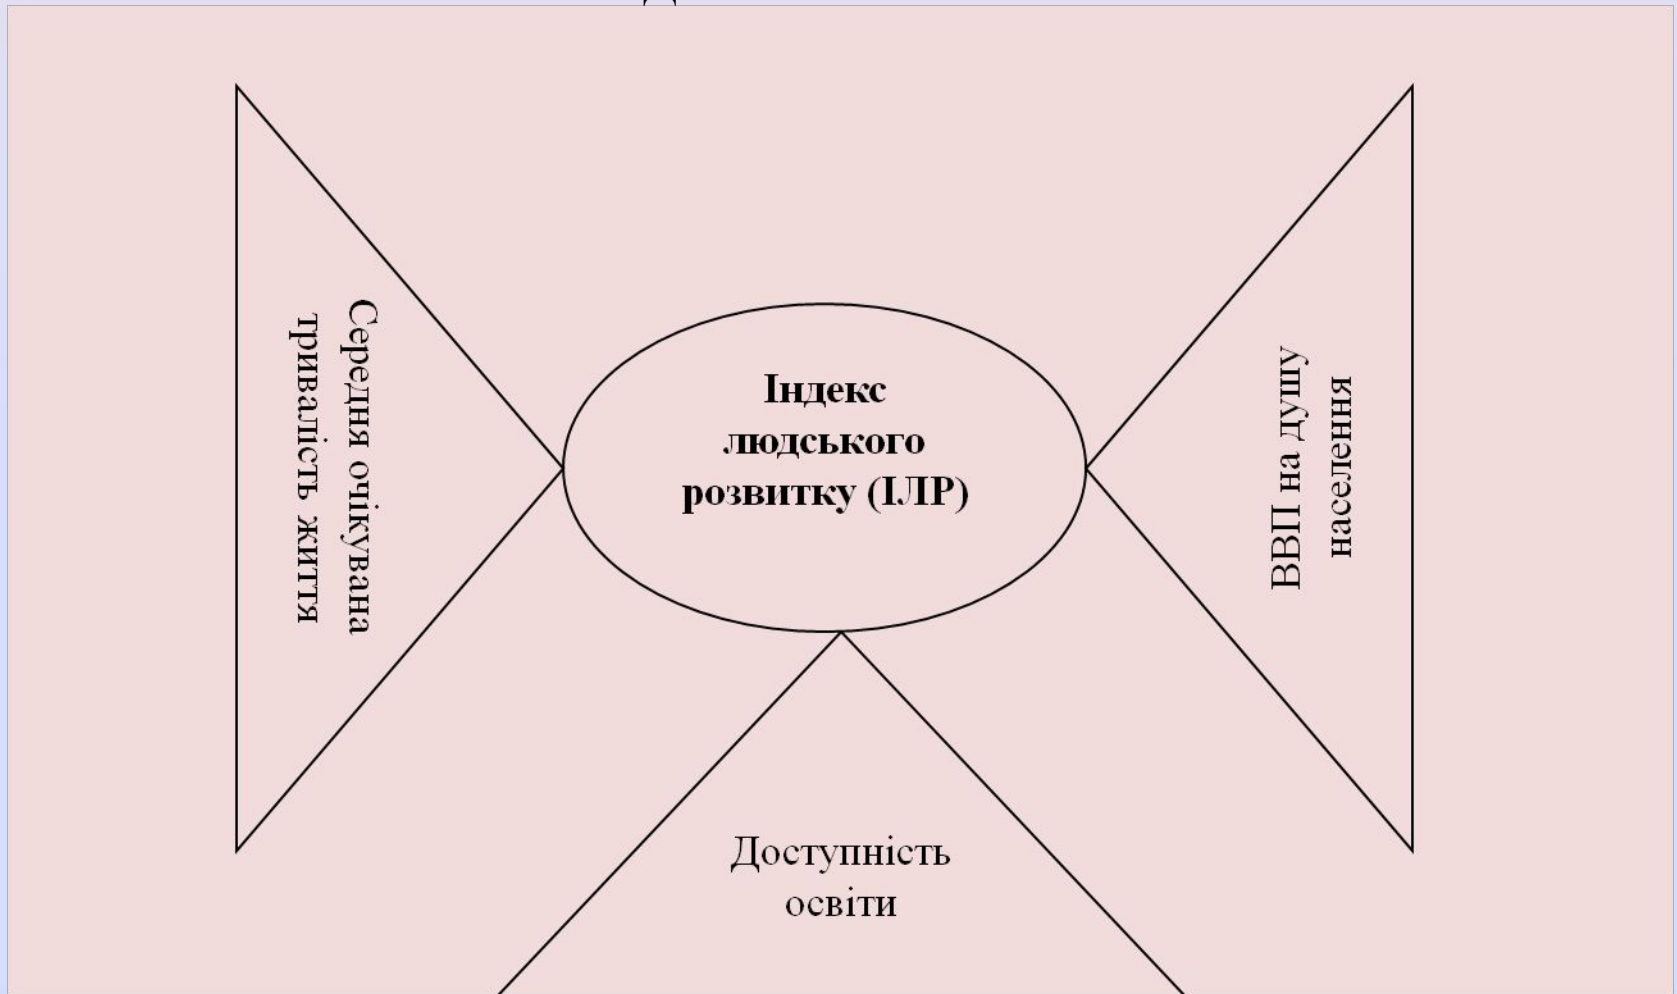 Середня очікувана
тривалість життя
Індекс
людського
розвитку (ІЛР)
ВВП на душу
населення
Доступність
освіти